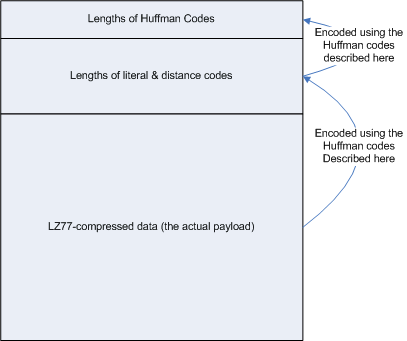 Lengths of Huffman Codes
Encoded using the
Huffman codes
described here
Lengths of literal & distance codes
Encoded using the
Huffman codes
Described here
LZ77-compressed data (the actual payload)